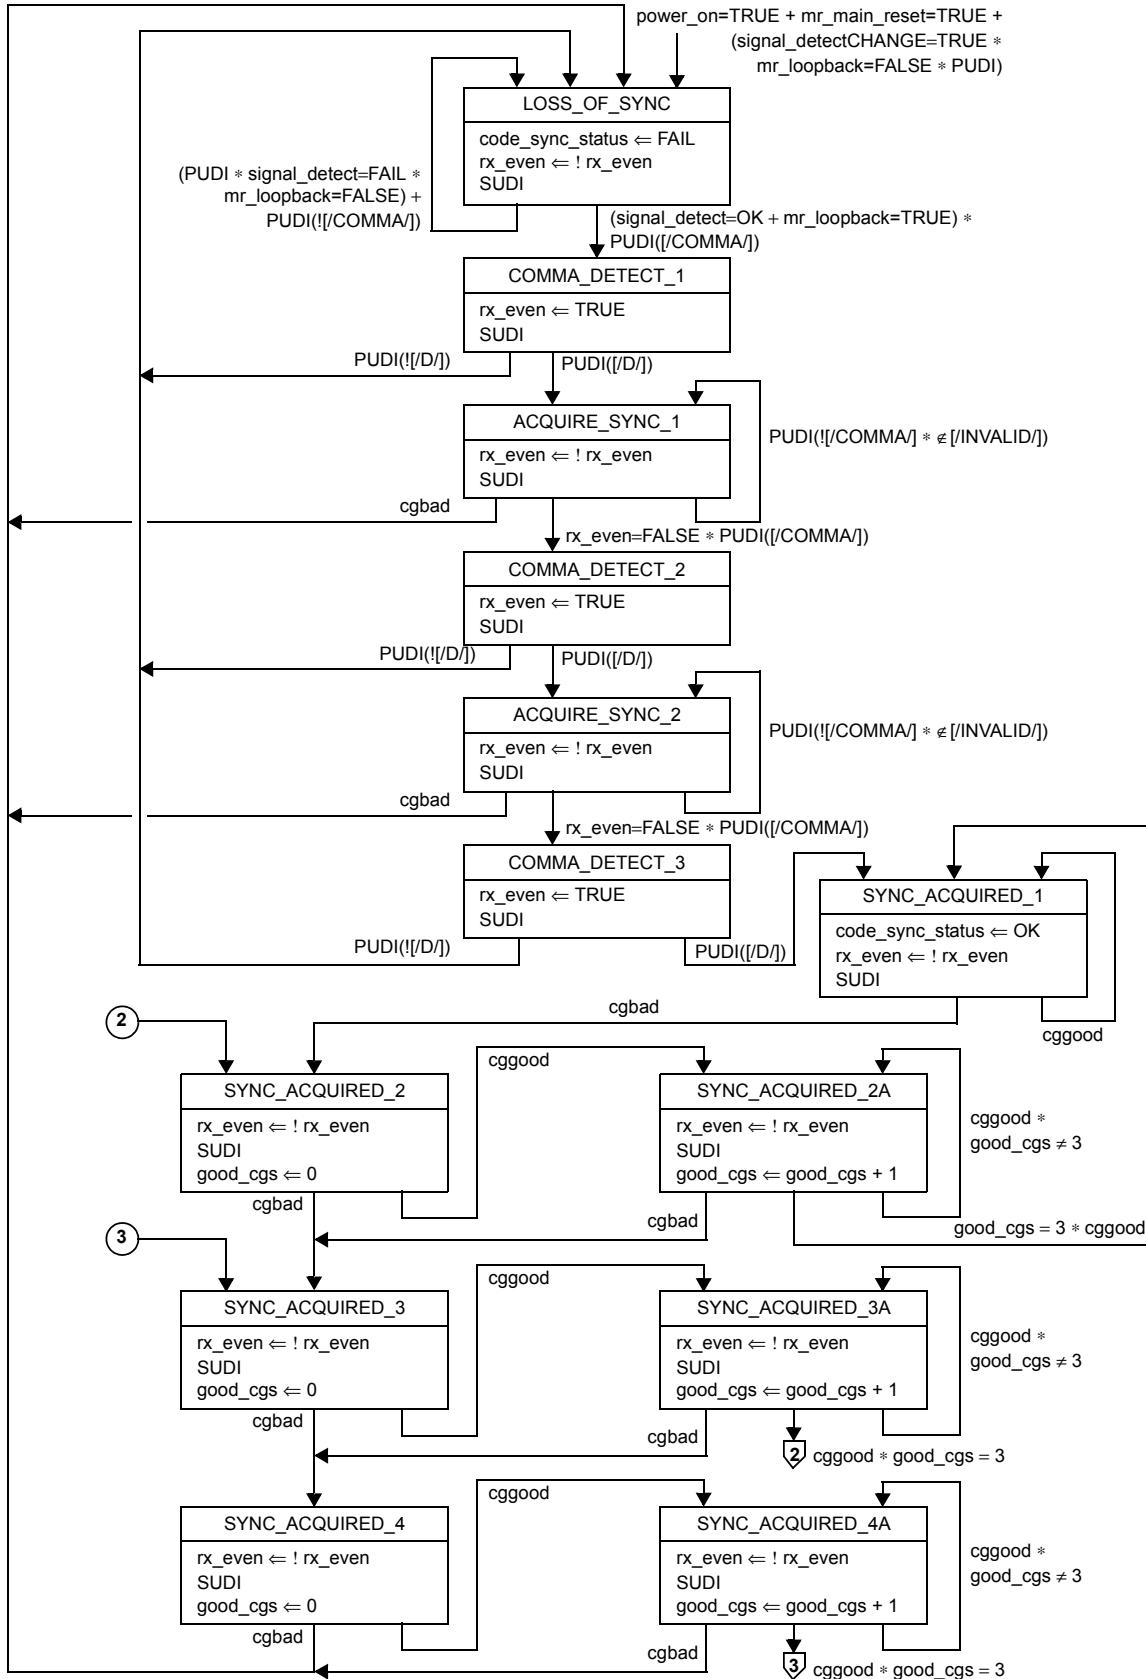 power_on=TRUE + mr_main_reset=TRUE +
(signal_detectCHANGE=TRUE ∗
mr_loopback=FALSE ∗ PUDI)
LOSS_OF_SYNC
code_sync_status ⇐ FAIL
rx_even ⇐ ! rx_even
SUDI
(PUDI ∗ signal_detect=FAIL ∗
mr_loopback=FALSE) +
PUDI(![/COMMA/])
(signal_detect=OK + mr_loopback=TRUE) ∗
PUDI([/COMMA/])
COMMA_DETECT_1
rx_even ⇐ TRUE
SUDI
PUDI(![/D/])
PUDI([/D/])
ACQUIRE_SYNC_1
rx_even ⇐ ! rx_even
SUDI
PUDI(![/COMMA/] ∗ ∉[/INVALID/])
cgbad
rx_even=FALSE ∗ PUDI([/COMMA/])
COMMA_DETECT_2
rx_even ⇐ TRUE
SUDI
PUDI(![/D/])
PUDI([/D/])
ACQUIRE_SYNC_2
rx_even ⇐ ! rx_even
SUDI
PUDI(![/COMMA/] ∗ ∉[/INVALID/])
cgbad
rx_even=FALSE ∗ PUDI([/COMMA/])
COMMA_DETECT_3
rx_even ⇐ TRUE
SUDI
PUDI(![/D/])
PUDI([/D/])
SYNC_ACQUIRED_1
code_sync_status ⇐ OK
rx_even ⇐ ! rx_even
SUDI
cgbad
cggood
2
SYNC_ACQUIRED_2
rx_even ⇐ ! rx_even
SUDI
good_cgs ⇐ 0
cggood
SYNC_ACQUIRED_2A
rx_even ⇐ ! rx_even
SUDI
good_cgs ⇐ good_cgs + 1
cggood ∗
good_cgs ≠ 3
cgbad
cgbad
good_cgs = 3 ∗ cggood
3
SYNC_ACQUIRED_3
rx_even ⇐ ! rx_even
SUDI
good_cgs ⇐ 0
cggood
SYNC_ACQUIRED_3A
rx_even ⇐ ! rx_even
SUDI
good_cgs ⇐ good_cgs + 1
cggood ∗
good_cgs ≠ 3
cgbad
cgbad
2 cggood ∗ good_cgs = 3
SYNC_ACQUIRED_4
rx_even ⇐ ! rx_even
SUDI
good_cgs ⇐ 0
cggood
SYNC_ACQUIRED_4A
rx_even ⇐ ! rx_even
SUDI
good_cgs ⇐ good_cgs + 1
cggood ∗
good_cgs ≠ 3
cgbad
cgbad
3 cggood ∗ good_cgs = 3